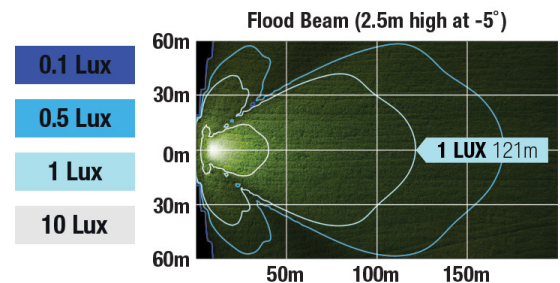 Flood Beam (2.5m high at -5°)
0.1 Lux
0.5 Lux
1 Lux
10 Lux
60m
30m
0m
30m
60m
1 LUX 121m
50m
100m
150m